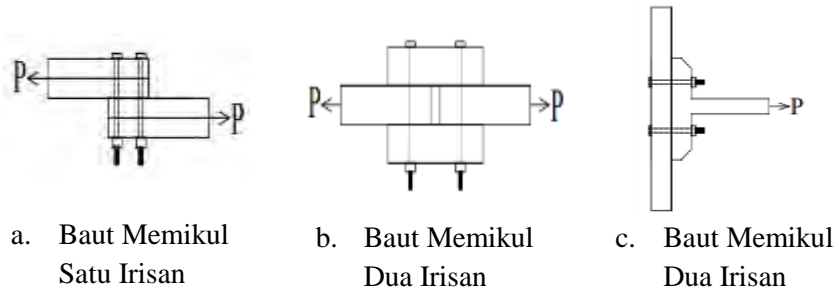 P
P
P
P
P
a. Baut Memikul
Satu Irisan
b. Baut Memikul
Dua Irisan
c. Baut Memikul
Dua Irisan